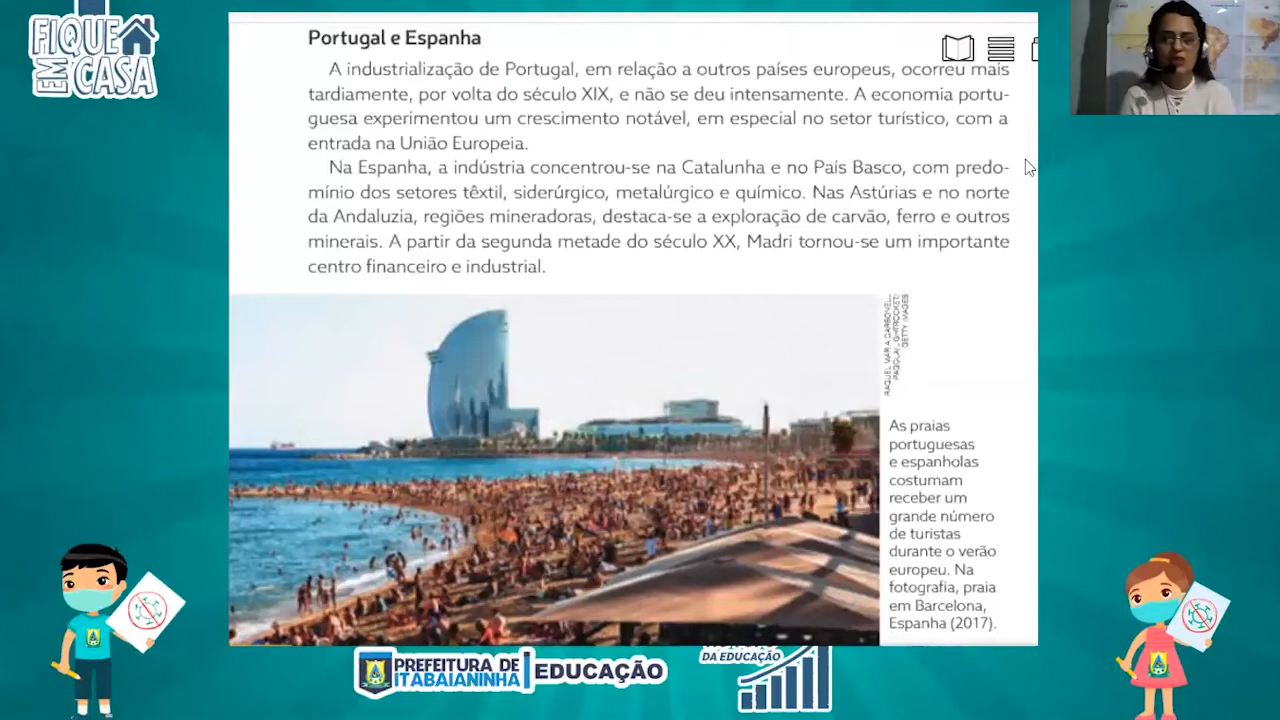 FIQUE
EM
CASA
Portugal e Espanha
A industrialização de Portugal, em relação a outros países europeus, ocorreu mais
tardiamente, por volta do século XIX, e não se deu intensamente. A economia portu-
guesa experimentou um crescimento notável, em especial no setor turístico, com a
entrada na União Europeia.
Na Espanha, a indústria concentrou-se na Catalunha e no País Basco, com predo-
mínio dos setores têxtil, siderúrgico, metalúrgico e químico. Nas Astúrias e no norte
da Andaluzia, regiões mineradoras, destaca-se a exploração de carvão, ferro e outros
minerais. A partir da segunda metade do século XX, Madri tornou-se um importante
centro financeiro e industrial.
GETTY IMAGES
As praias
portuguesas
e espanholas
costumam
receber um
grande número
de turistas
durante o verão
europeu. Na
fotografia, praia
em Barcelona,
Espanha (2017).
PREFEITURA DE
ITABAIANINHA
EDUCAÇÃO
DA EDUCAÇÃO